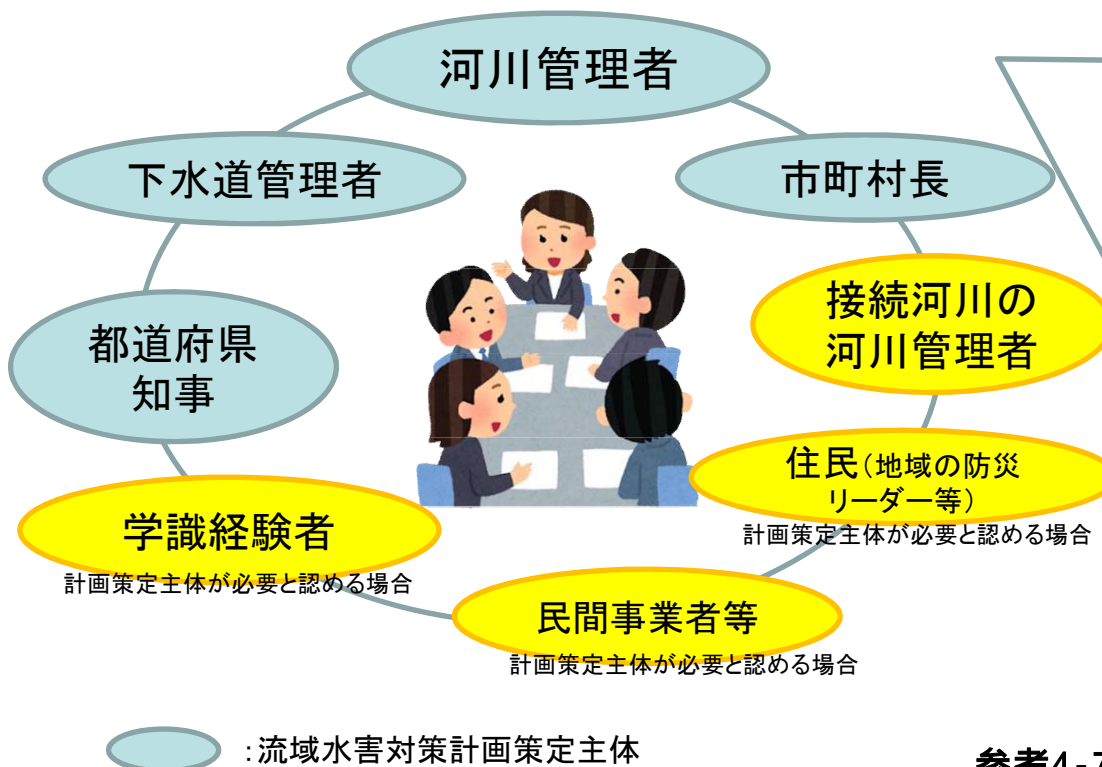 河川管理者
下水道管理者
市町村長
接続河川の
河川管理者
都道府県
知事
住民(地域の防災
リーダー等)
計画策定主体が必要と認める場合
学識経験者
計画策定主体が必要と認める場合
民間事業者等
計画策定主体が必要と認める場合
:流域水害対策計画策定主体
参考4-7